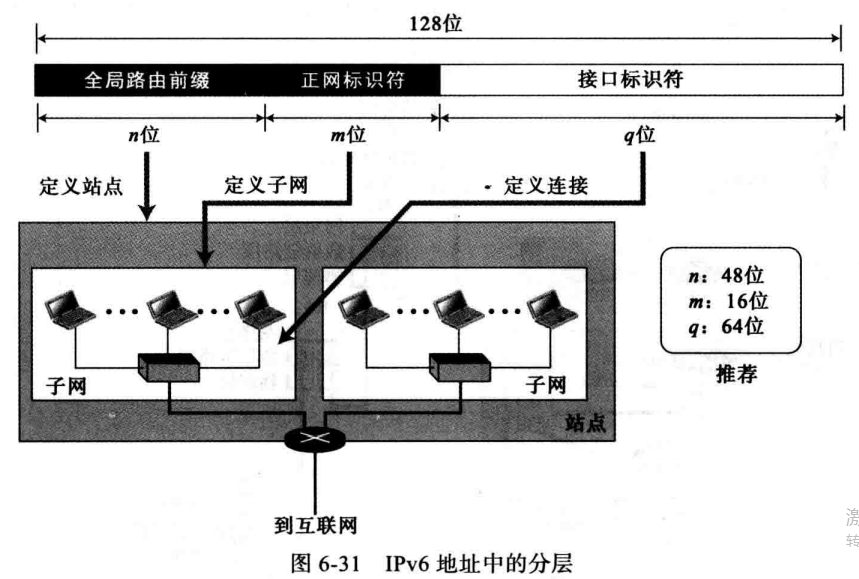 128位
全局路由前缀 正网标识符 接口标识符
n位 m位 q位
定义站点 定义子网 定义连接
n：48位
m：16位
q：64位
推荐
子网 子网
站点
到互联网
图 6-31 IPv6 地址中的分层
激
转